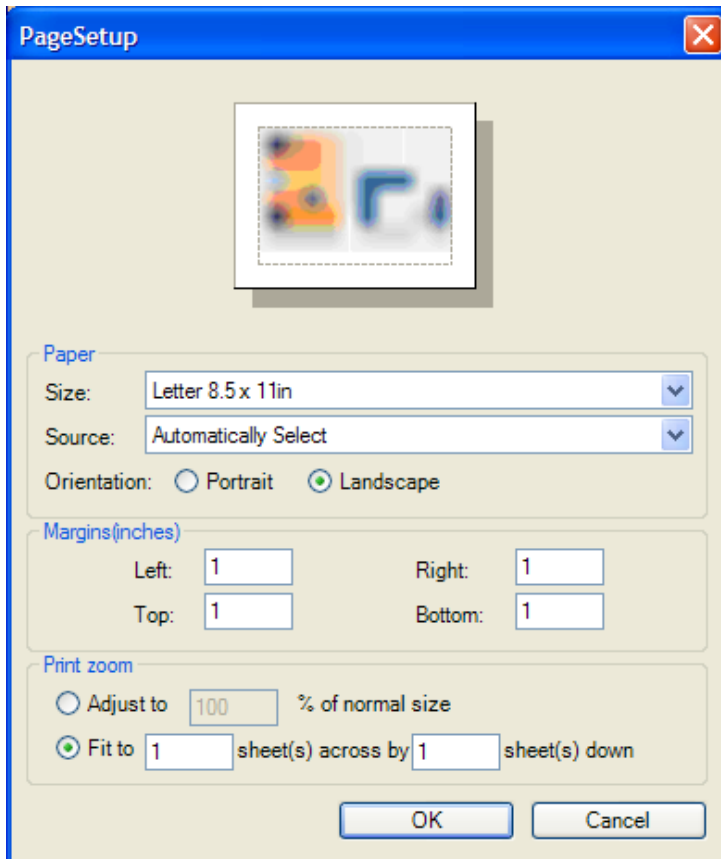 PageSetup
Paper
Size: Letter 8.5 x 11in
Source: Automatically Select
Orientation: Portrait Landscape
Margins(inches)
Left: 1 Right: 1
Top: 1 Bottom: 1
Print zoom
Adjust to 100 % of normal size
Fit to 1 sheet(s) across by 1 sheet(s) down
OK Cancel